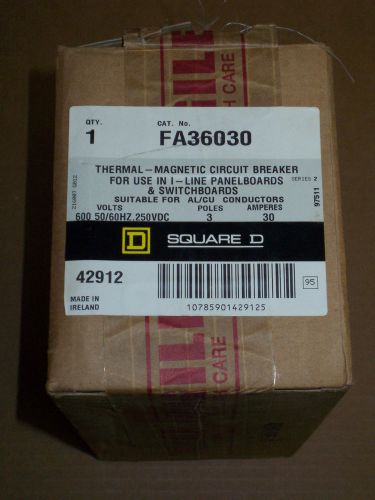 QTY.
1
CAT. No.
FA36030
THERMAL-MAGNETIC CIRCUIT BREAKER
FOR USE IN I-LINE PANELBOARDS
& SWITCHBOARDS
SERIES 2
SUITABLE FOR AL/CU CONDUCTORS
VOLTS POLES AMPERES
600 50/60HZ.250VDC 3 30
97511
D SQUARE D
42912
95
MADE IN
IRELAND
10785901429125
CARE
CARE